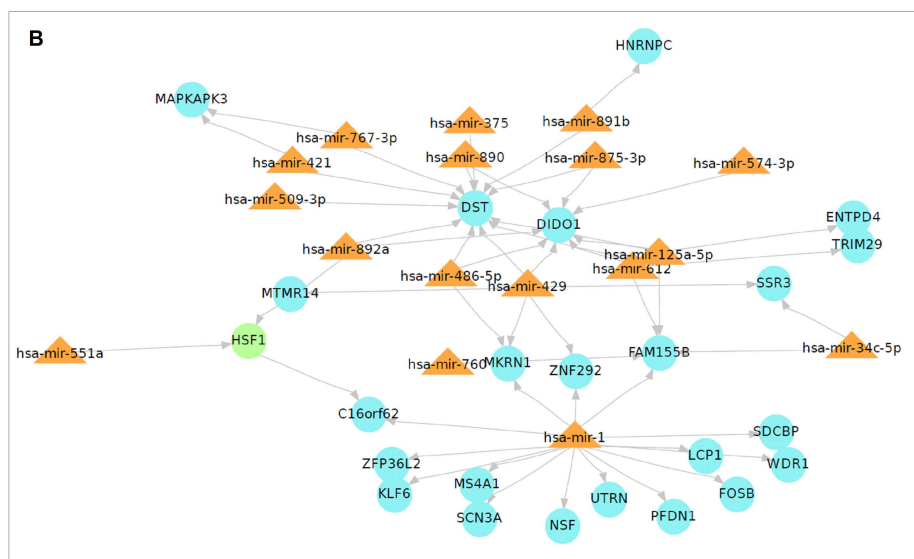 B
HNRNPC
MAPKAPK3
hsa-mir-375
hsa-mir-891b
hsa-mir-767-3p
hsa-mir-421
hsa-mir-890
hsa-mir-875-3p
hsa-mir-574-3p
hsa-mir-509-3p
DST
DIDO1
ENTPD4
TRIM29
hsa-mir-892a
hsa-mir-125a-5p
hsa-mir-612
hsa-mir-486-5p
hsa-mir-429
MTMR14
SSR3
HSF1
hsa-mir-551a
hsa-mir-760
MKRN1
ZNF292
FAM155B
hsa-mir-34c-5p
C16orf62
hsa-mir-1
SDCBP
ZFP36L2
LCP1
WDR1
KLF6
MS4A1
UTRN
FOSB
SCN3A
NSF
PFDN1